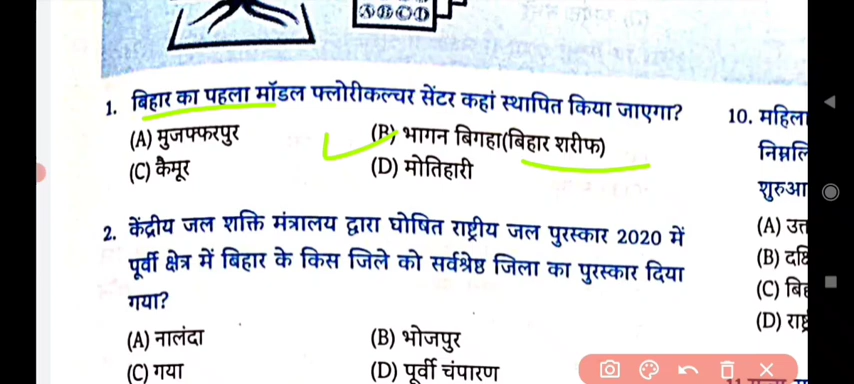 ABCD
1. बिहार का पहला मॉडल फ्लोरीकल्चर सेंटर कहां स्थापित किया जाएगा?
(A) मुजफ्फरपुर (B) भागन बिगहा(बिहार शरीफ)
(C) कैमूर (D) मोतिहारी
2. केंद्रीय जल शक्ति मंत्रालय द्वारा घोषित राष्ट्रीय जल पुरस्कार 2020 में
पूर्वी क्षेत्र में बिहार के किस जिले को सर्वश्रेष्ठ जिला का पुरस्कार दिया
गया?
(A) नालंदा (B) भोजपुर
(C) गया (D) पूर्वी चंपारण
10. महिला
निम्नलि
शुरुआ
(A) उत्त
(B) दक्षि
(C) बिह
(D) राष्ट्र